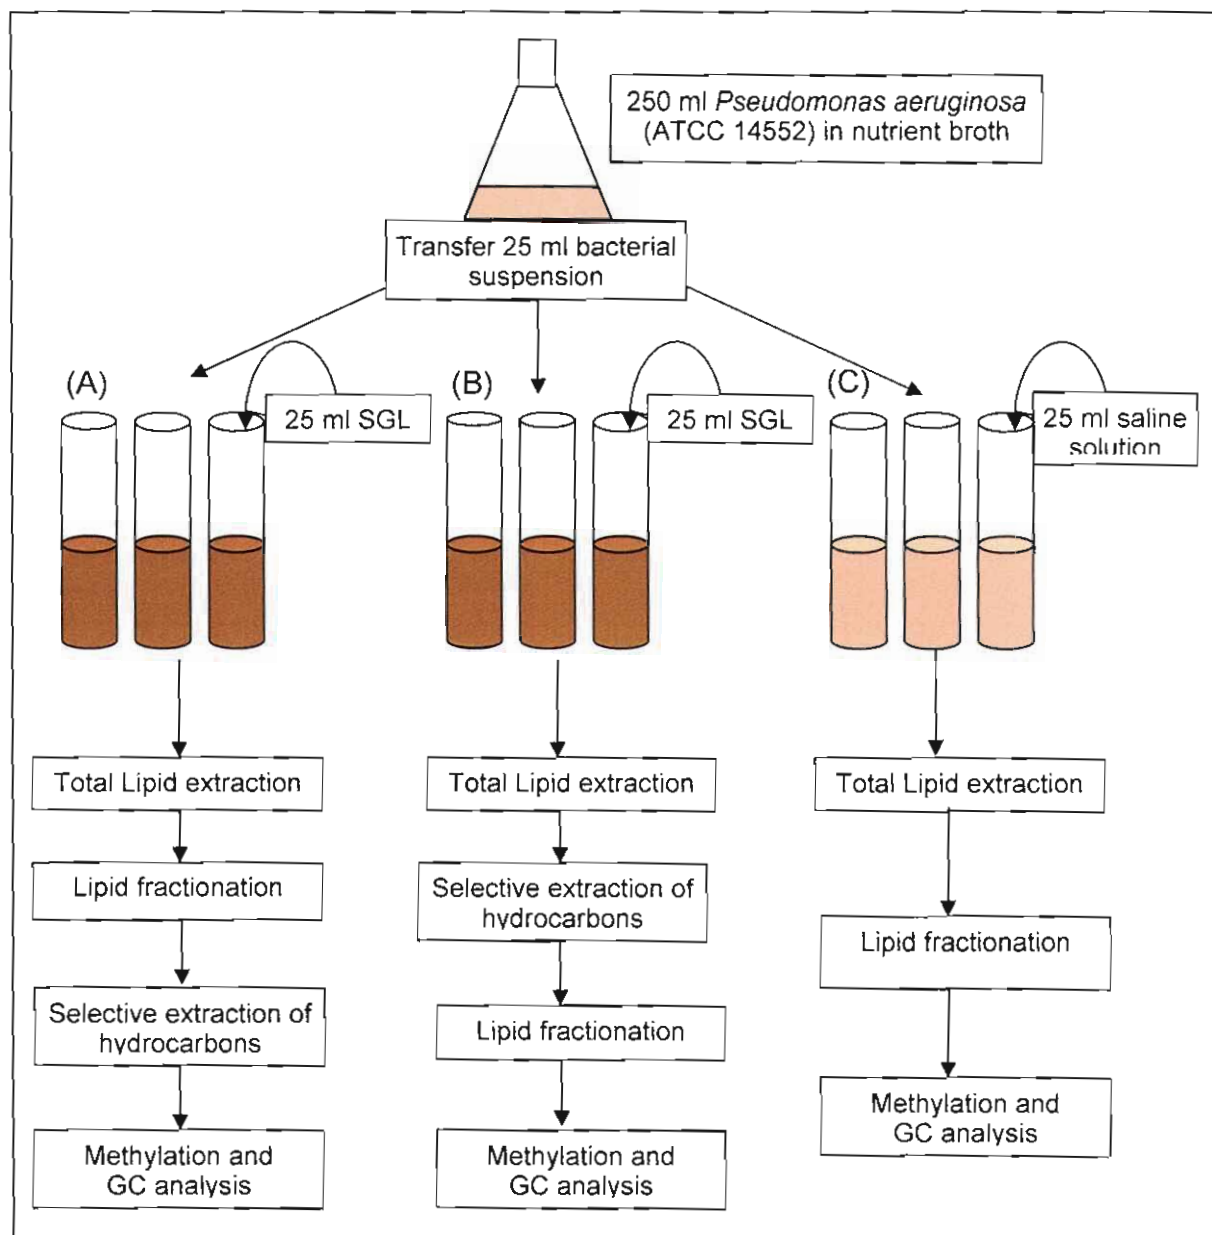 250 ml Pseudomonas aeruginosa
(ATCC 14552) in nutrient broth
Transfer 25 ml bacterial
suspension
(A)
25 ml SGL
(B)
25 ml SGL
(C)
25 ml saline
solution
Total Lipid extraction
Lipid fractionation
Selective extraction of
hydrocarbons
Methylation and
GC analysis
Total Lipid extraction
Selective extraction of
hydrocarbons
Lipid fractionation
Methylation and
GC analysis
Total Lipid extraction
Lipid fractionation
Methylation and
GC analysis